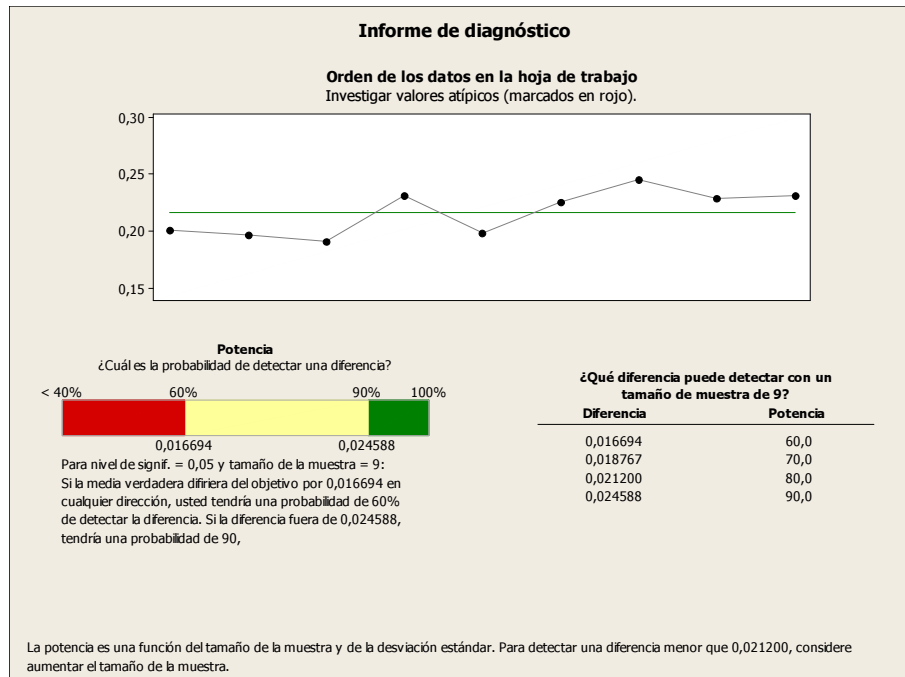 Informe de diagnóstico
Orden de los datos en la hoja de trabajo
Investigar valores atípicos (marcados en rojo).
0,30
0,25
0,20
0,15
Potencia
¿Cuál es la probabilidad de detectar una diferencia?
< 40% 60% 90% 100%
0,016694 0,024588
Para nivel de signif. = 0,05 y tamaño de la muestra = 9:
Si la media verdadera difiriera del objetivo por 0,016694 en
cualquier dirección, usted tendría una probabilidad de 60%
de detectar la diferencia. Si la diferencia fuera de 0,024588,
tendría una probabilidad de 90,
¿Qué diferencia puede detectar con un
tamaño de muestra de 9?
Diferencia Potencia
0,016694 60,0
0,018767 70,0
0,021200 80,0
0,024588 90,0
La potencia es una función del tamaño de la muestra y de la desviación estándar. Para detectar una diferencia menor que 0,021200, considere
aumentar el tamaño de la muestra.